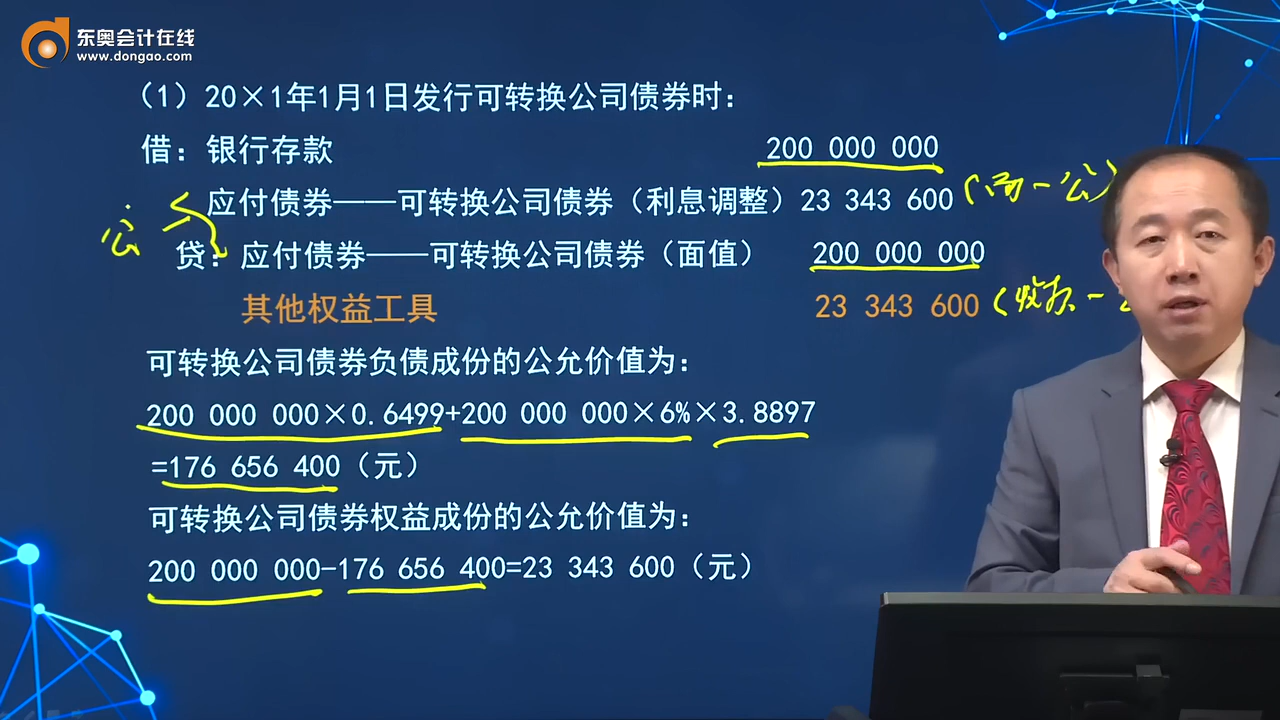 东奥会计在线
www.dongao.com
（1）20×1年1月1日发行可转换公司债券时：
借：银行存款 200 000 000
应付债券——可转换公司债券（利息调整）23 343 600（面-公）
公
贷：应付债券——可转换公司债券（面值） 200 000 000
其他权益工具 23 343 600
可转换公司债券负债成份的公允价值为：
200 000 000×0.6499+200 000 000×6%×3.8897
=176 656 400（元）
可转换公司债券权益成份的公允价值为：
200 000 000-176 656 400=23 343 600（元）